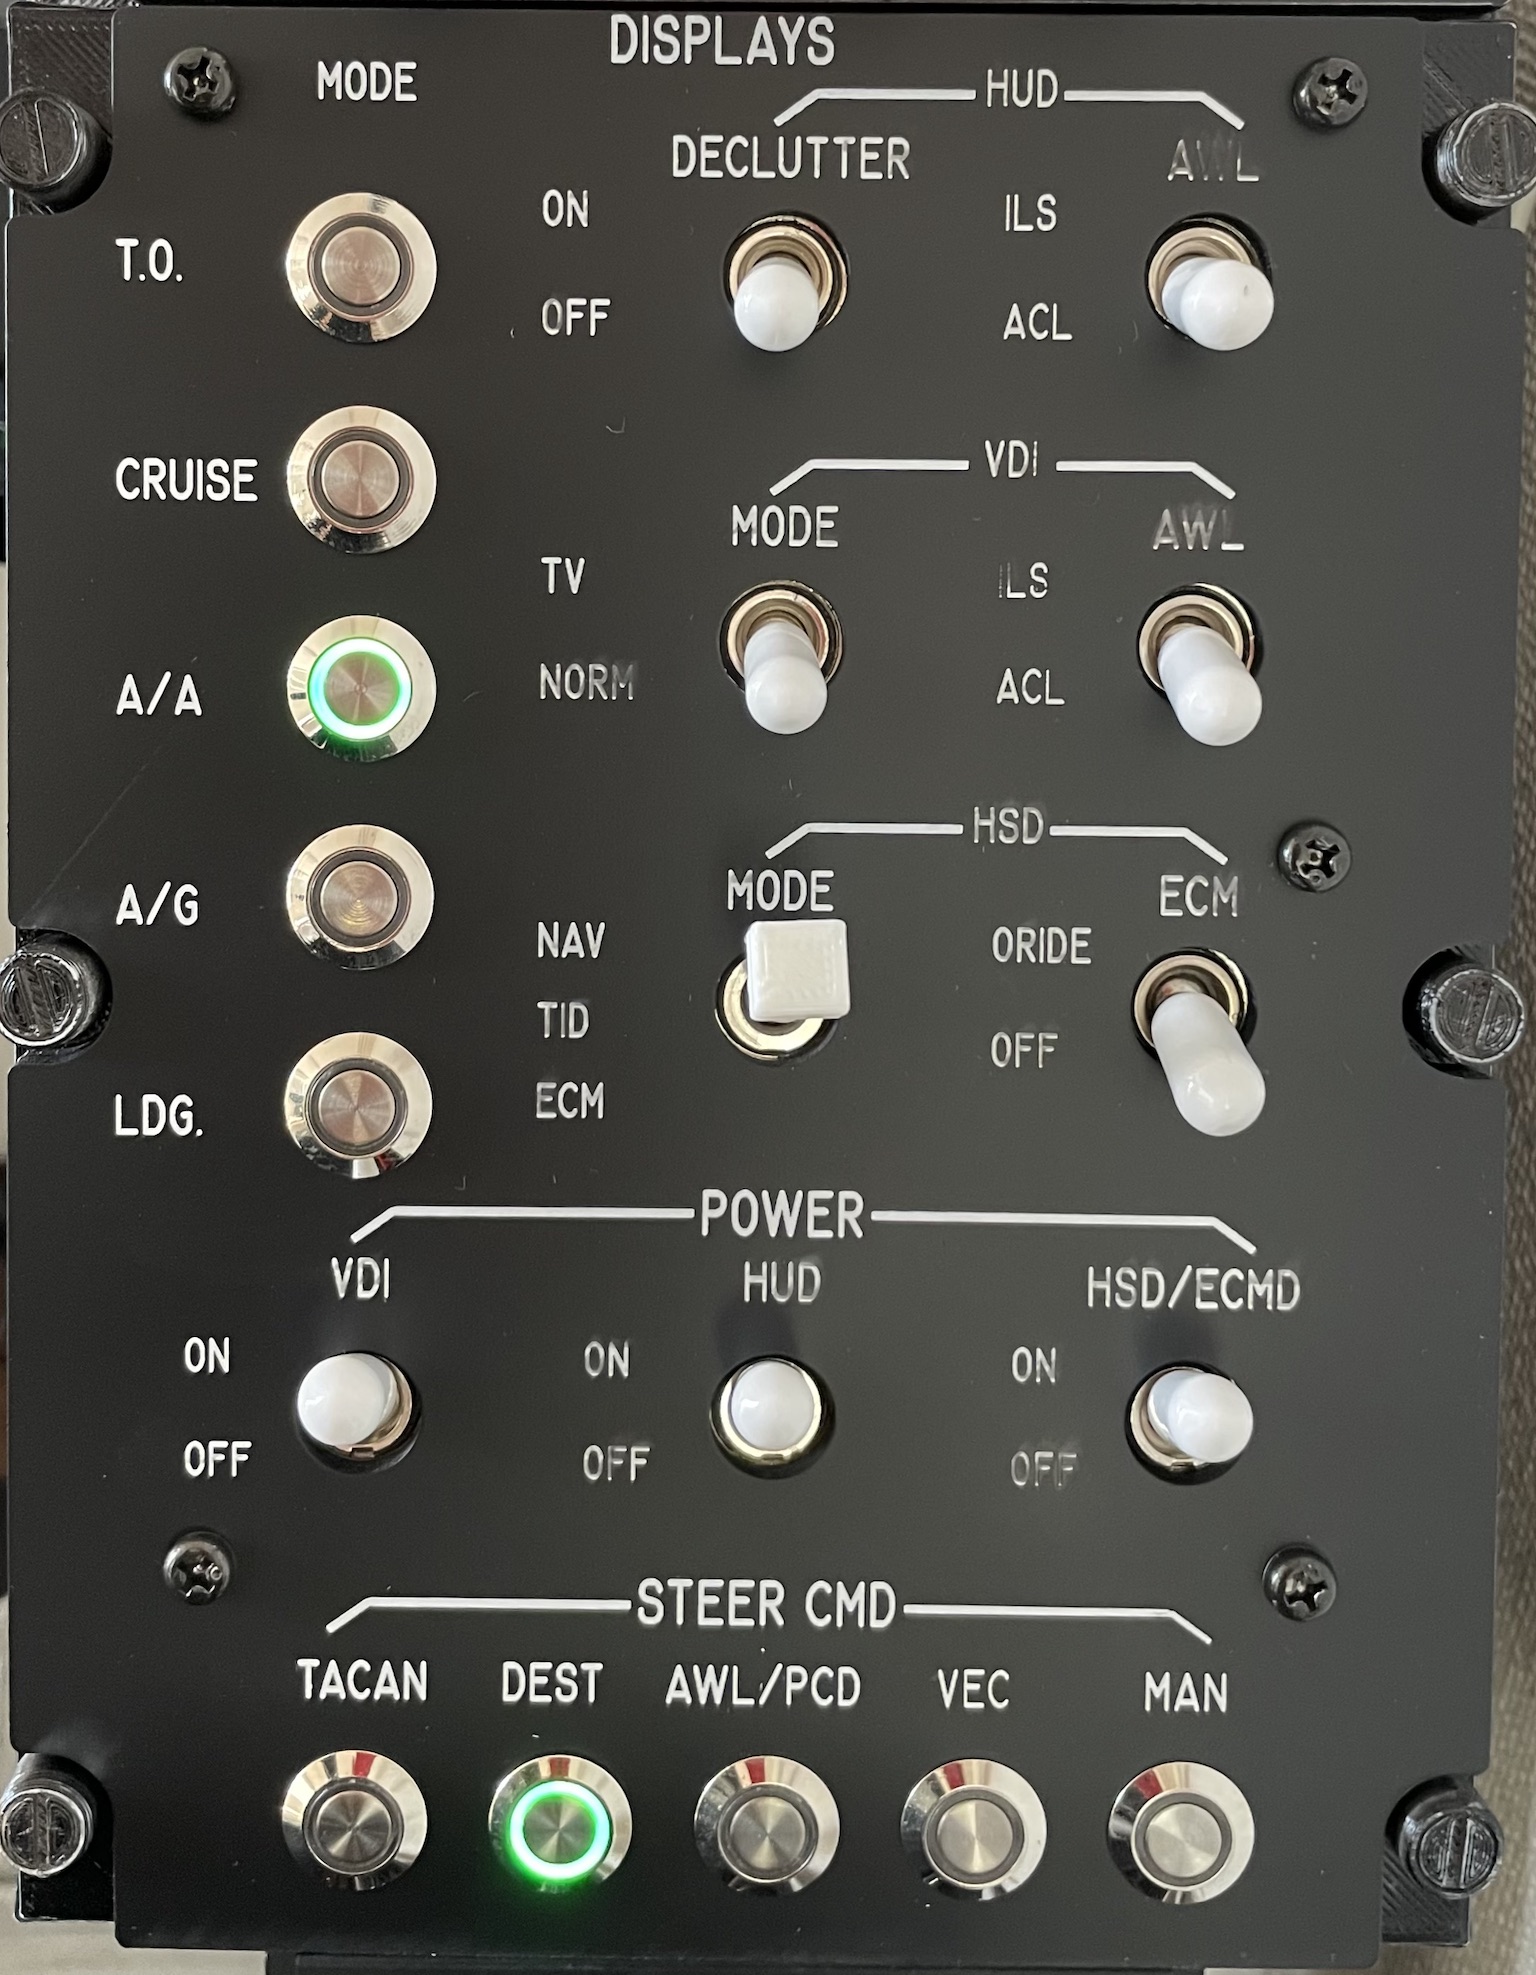 DISPLAYS
MODE
HUD
DECLUTTER
AWL
ON
ILS
T.O.
OFF
ACL
VDI
CRUISE
MODE
AWL
TV
ILS
A/A
NORM
ACL
HSD
MODE
ECM
A/G
NAV
ORIDE
TID
OFF
LDG.
ECM
POWER
VDI
HUD
HSD/ECMD
ON
ON
ON
OFF
OFF
OFF
STEER CMD
TACAN
DEST
AWL/PCD
VEC
MAN